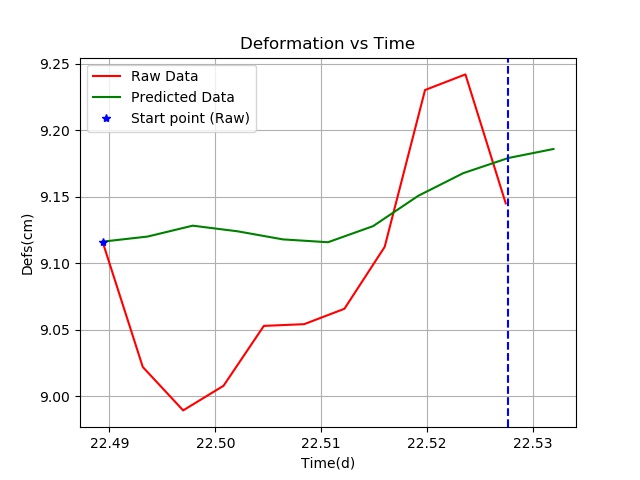 Deformation vs Time
Raw Data
Predicted Data
Start point (Raw)
9.25
9.20
9.15
9.10
9.05
9.00
Defs(cm)
22.49 22.50 22.51 22.52 22.53
Time(d)